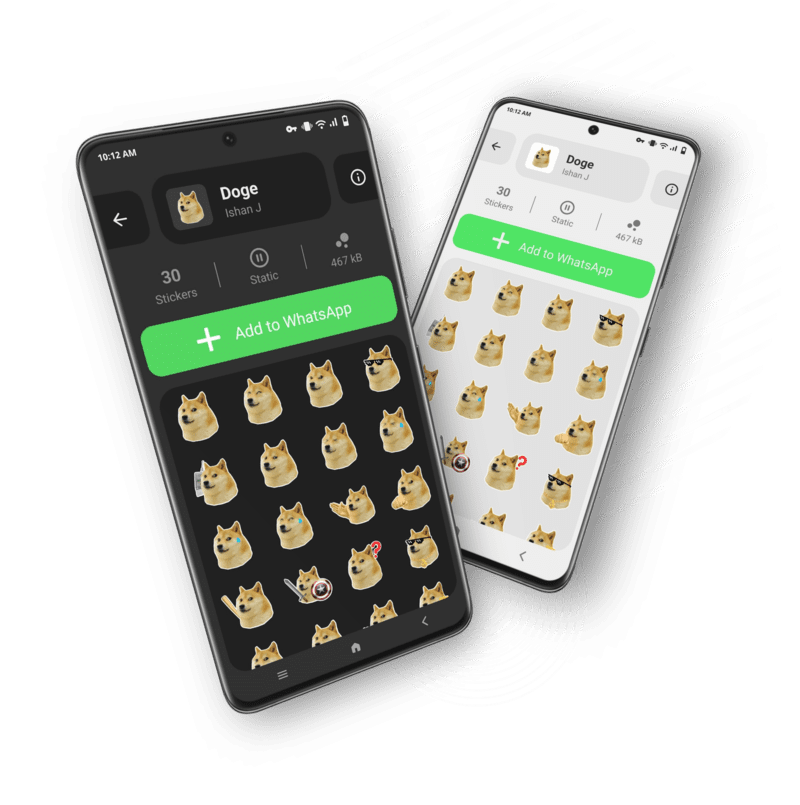 10:12 AM
Doge
Ishan J
30
Stickers
Static
467 kB
Add to WhatsApp
?
10:12 AM
Doge
Ishan J
30
Stickers
Static
467 kB
Add to WhatsApp
?